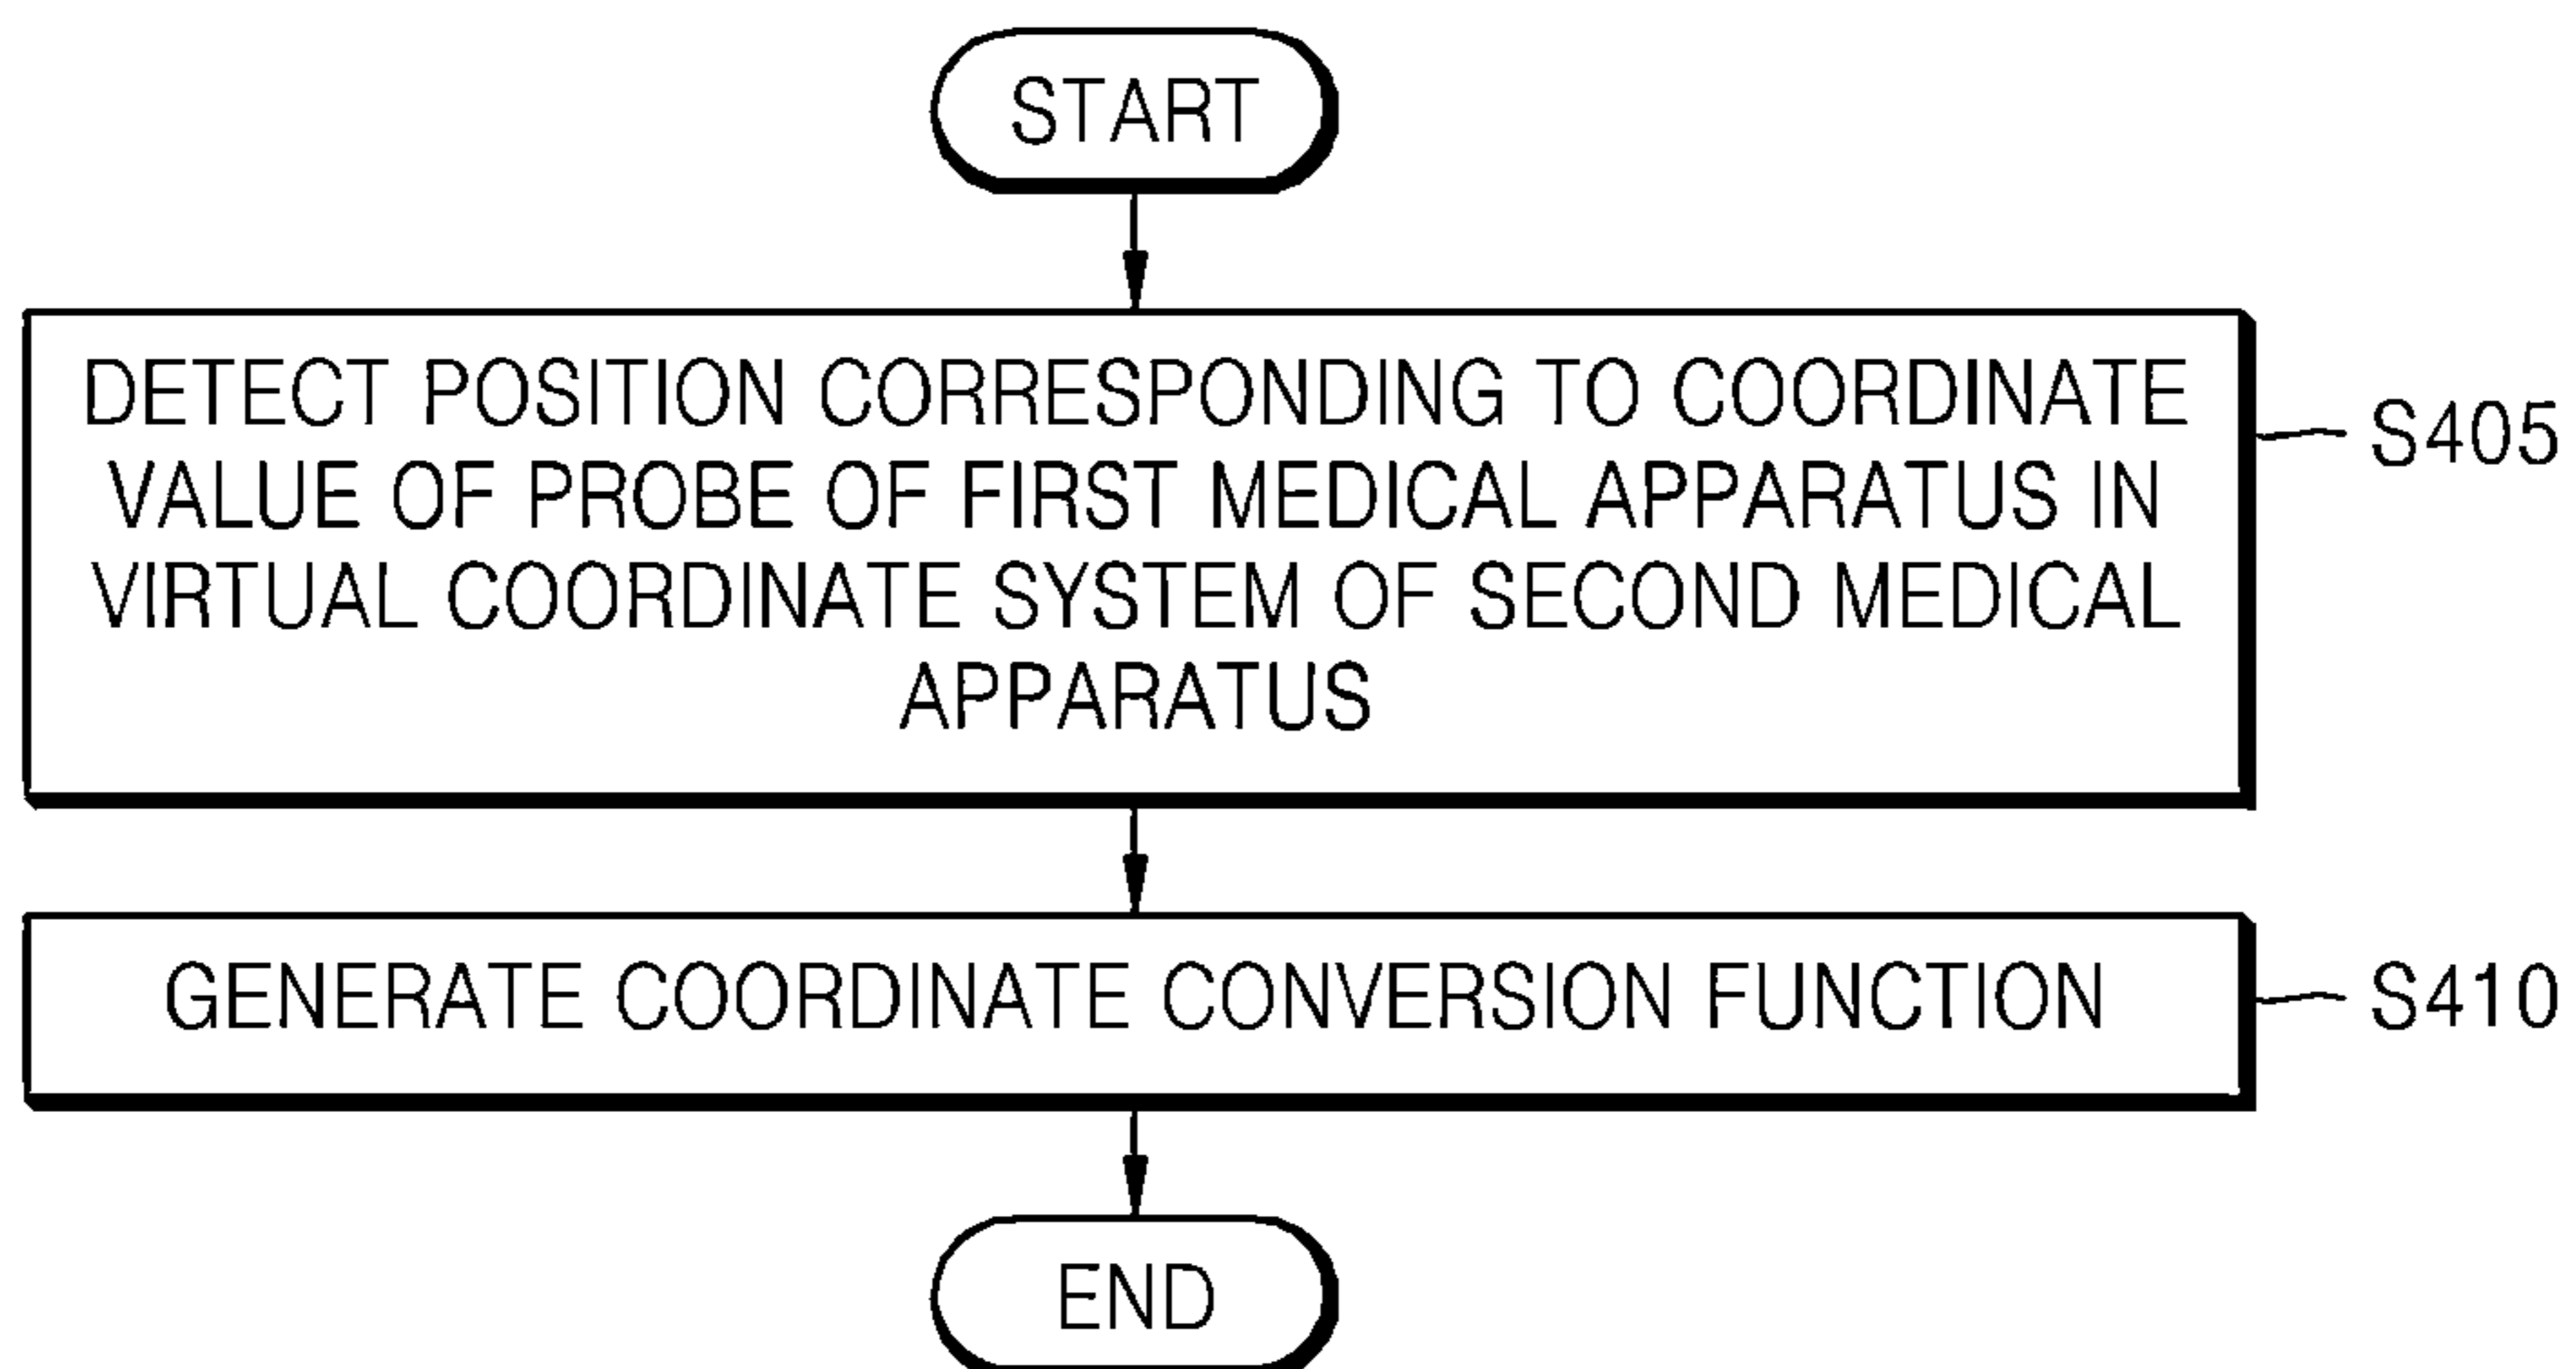 START
DETECT POSITION CORRESPONDING TO COORDINATE
VALUE OF PROBE OF FIRST MEDICAL APPARATUS IN
VIRTUAL COORDINATE SYSTEM OF SECOND MEDICAL
APPARATUS
S405
GENERATE COORDINATE CONVERSION FUNCTION
S410
END